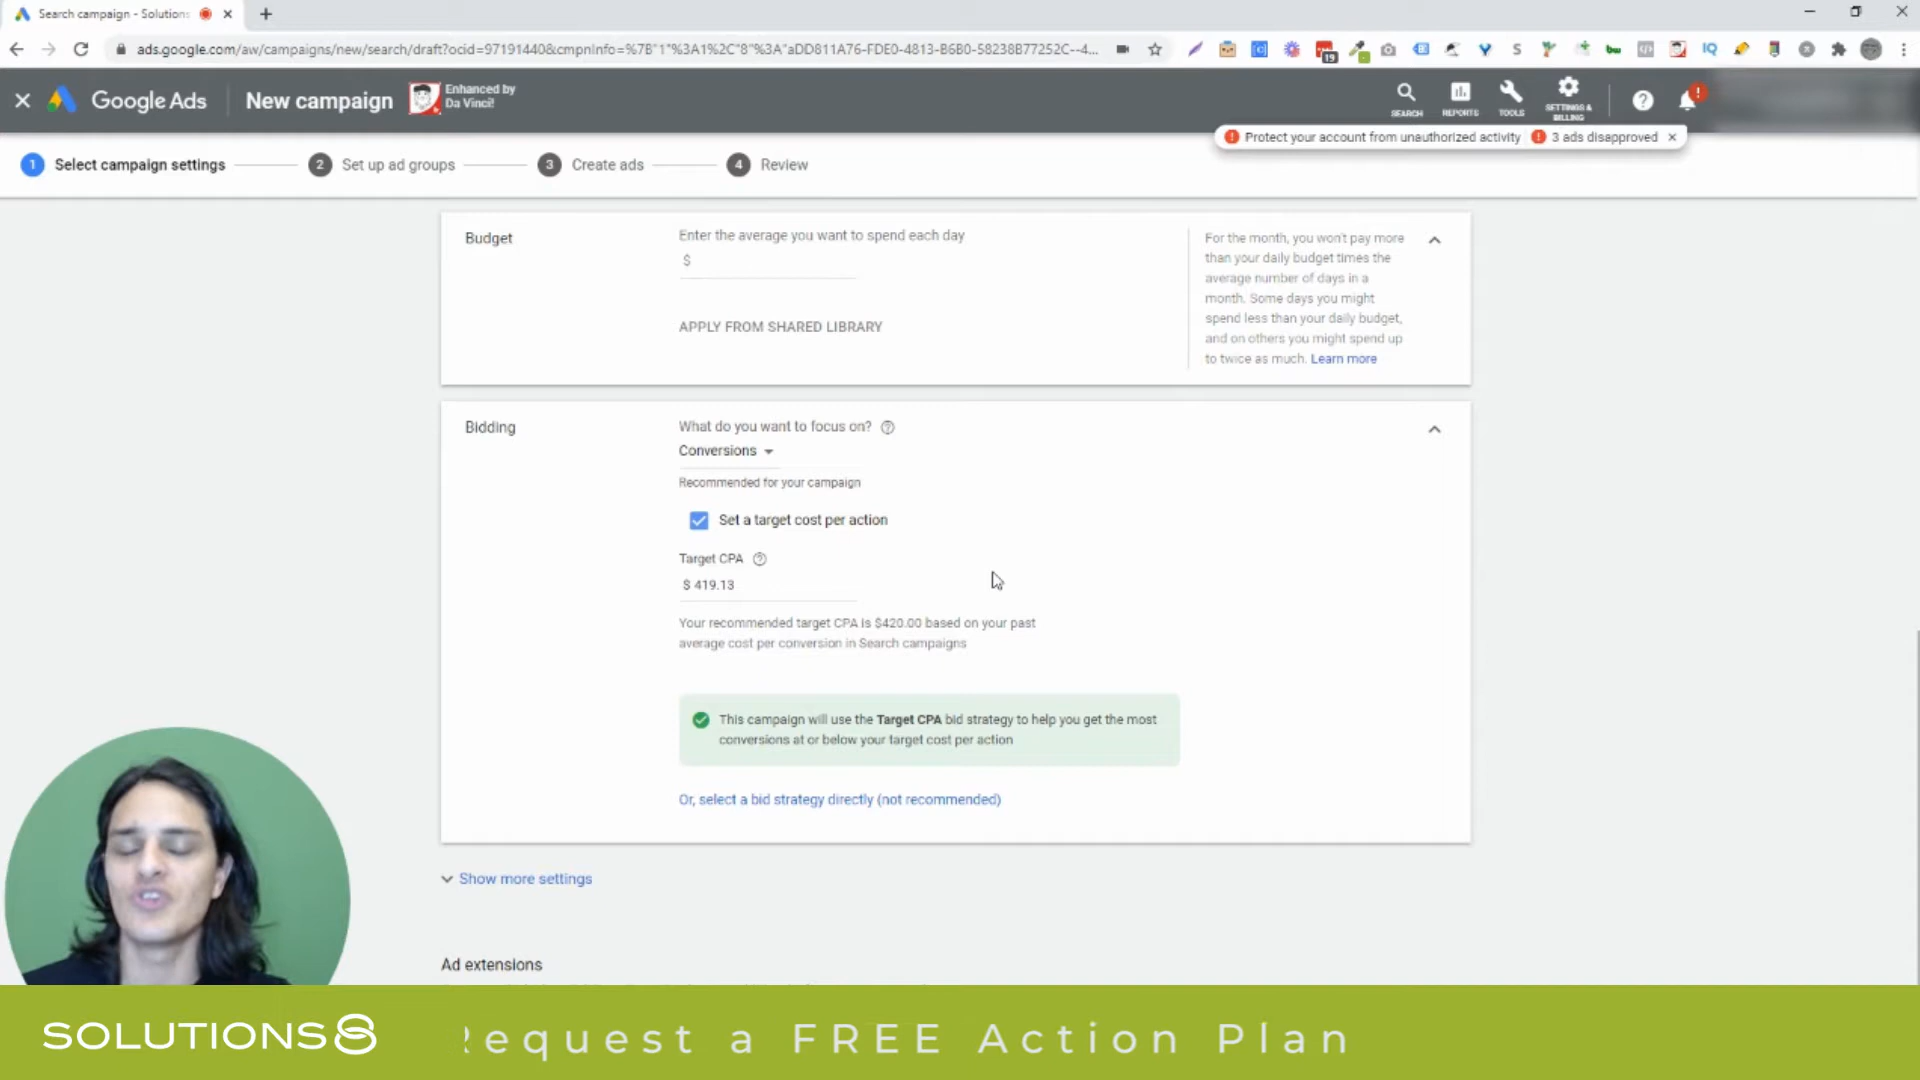 Search campaign - Solutions
ads.google.com/aw/campaigns/new/search/draft?ocid=97191440&cmpnInfo=%7B"1"%3A1%2C"8"%3A"aDD811A76-FDE0-4813-B6B0-58238B77252C--4...
19
S
IQ
Google Ads
New campaign
Enhanced by
Da Vinci!
SEARCH
REPORTS
TOOLS
SETTINGS &
BILLING
Protect your account from unauthorized activity
3 ads disapproved
1 Select campaign settings
2 Set up ad groups
3 Create ads
4 Review
Budget
Enter the average you want to spend each day
$
APPLY FROM SHARED LIBRARY
For the month, you won't pay more
than your daily budget times the
average number of days in a
month. Some days you might
spend less than your daily budget,
and on others you might spend up
to twice as much. Learn more
Bidding
What do you want to focus on?
Conversions
Recommended for your campaign
Set a target cost per action
Target CPA
$ 419.13
Your recommended target CPA is $420.00 based on your past
average cost per conversion in Search campaigns
This campaign will use the Target CPA bid strategy to help you get the most
conversions at or below your target cost per action
Or, select a bid strategy directly (not recommended)
Show more settings
Ad extensions
SOLUTIONS 8
Request a FREE Action Plan